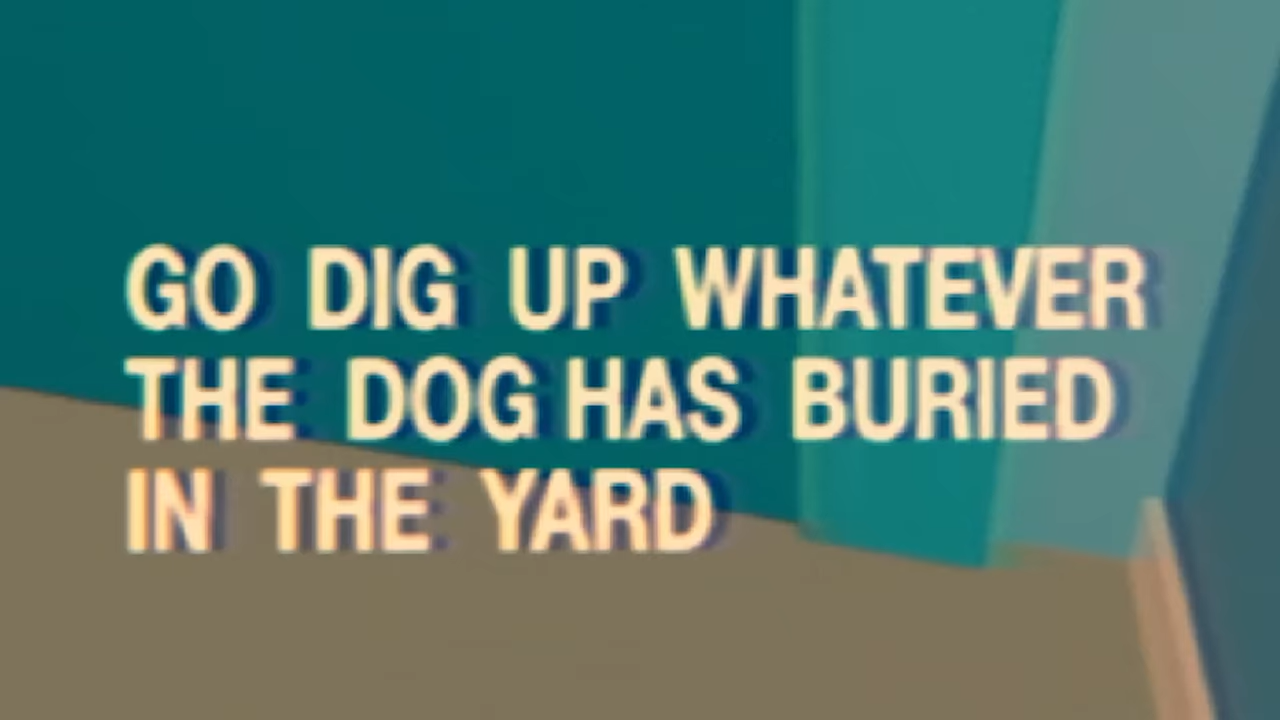 GO DIG UP WHATEVER
THE DOG HAS BURIED
IN THE YARD